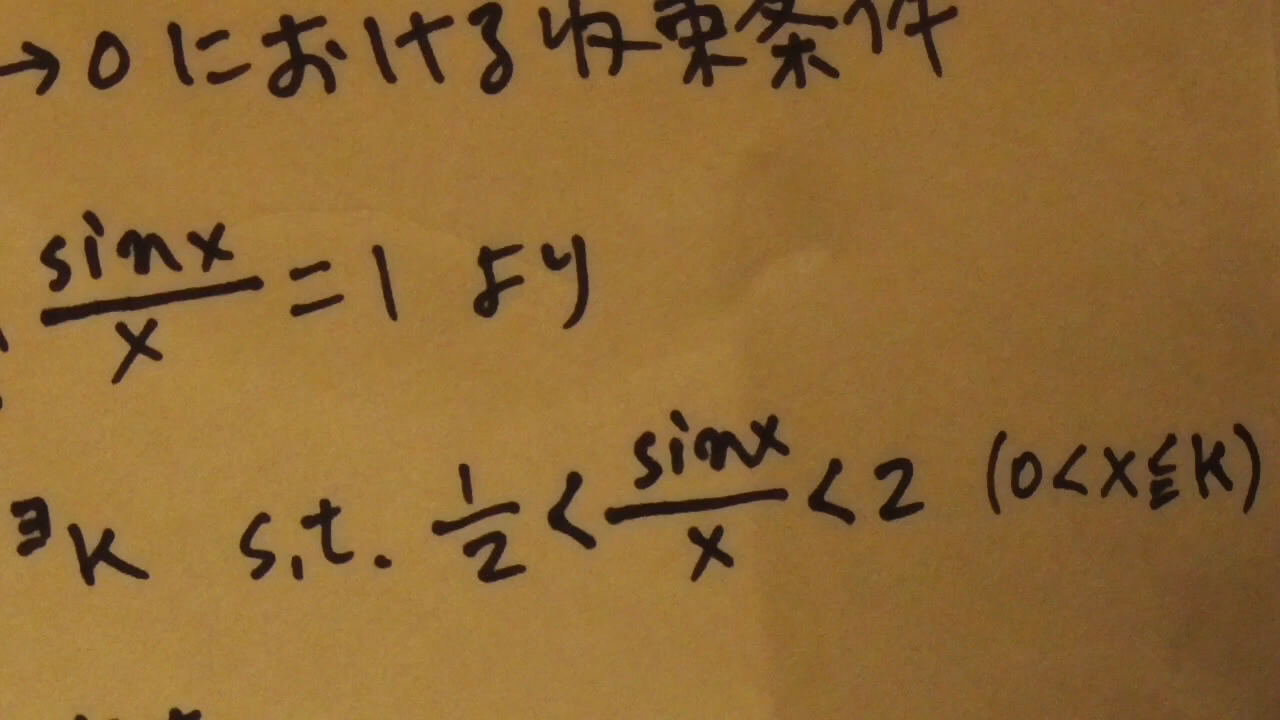 →0における収束条件
sinx/x = 1 より
∃K s.t. 1/2 < sinx/x < 2 (0<x≦K)